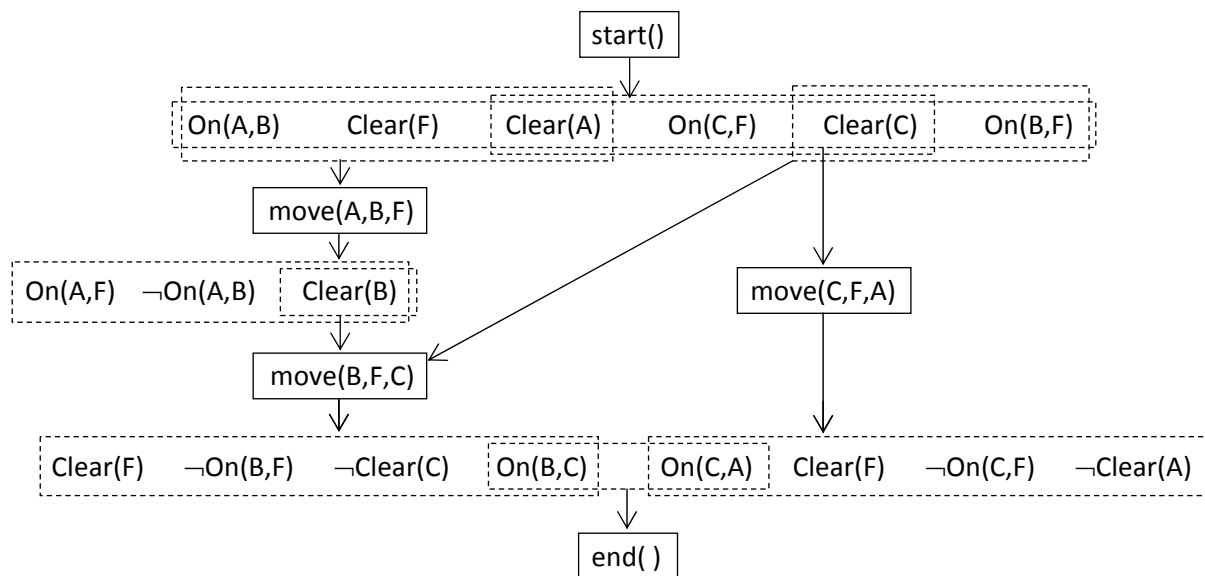 start()
On(A,B) Clear(F) Clear(A) On(C,F) Clear(C) On(B,F)
move(A,B,F)
On(A,F) ¬On(A,B) Clear(B) move(C,F,A)
move(B,F,C)
Clear(F) ¬On(B,F) ¬Clear(C) On(B,C) On(C,A) Clear(F) ¬On(C,F) ¬Clear(A)
end( )